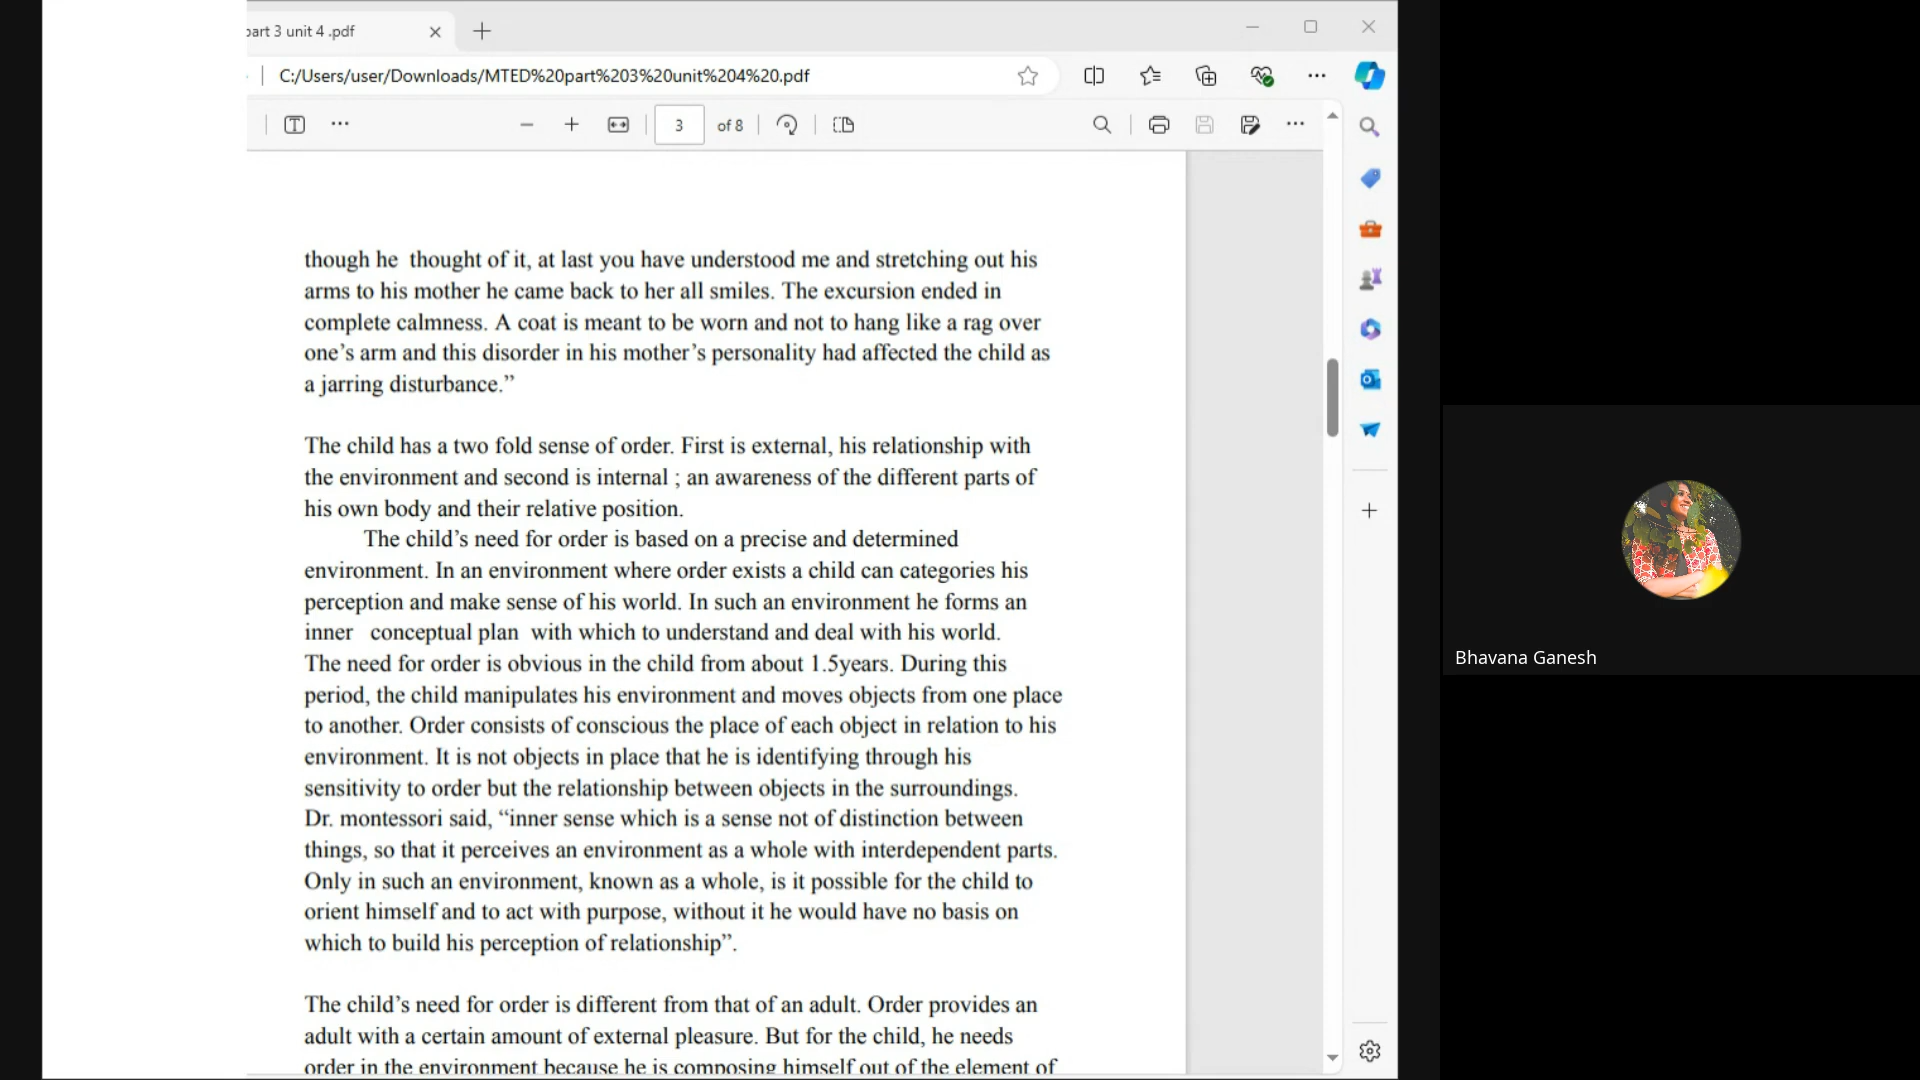 part 3 unit 4 .pdf
C:/Users/user/Downloads/MTED%20part%203%20unit%204%20.pdf
3 of 8
though he thought of it, at last you have understood me and stretching out his
arms to his mother he came back to her all smiles. The excursion ended in
complete calmness. A coat is meant to be worn and not to hang like a rag over
one's arm and this disorder in his mother's personality had affected the child as
a jarring disturbance.”
The child has a two fold sense of order. First is external, his relationship with
the environment and second is internal ; an awareness of the different parts of
his own body and their relative position.
The child's need for order is based on a precise and determined
environment. In an environment where order exists a child can categories his
perception and make sense of his world. In such an environment he forms an
inner conceptual plan with which to understand and deal with his world.
The need for order is obvious in the child from about 1.5years. During this
period, the child manipulates his environment and moves objects from one place
to another. Order consists of conscious the place of each object in relation to his
environment. It is not objects in place that he is identifying through his
sensitivity to order but the relationship between objects in the surroundings.
Dr. montessori said, “inner sense which is a sense not of distinction between
things, so that it perceives an environment as a whole with interdependent parts.
Only in such an environment, known as a whole, is it possible for the child to
orient himself and to act with purpose, without it he would have no basis on
which to build his perception of relationship”.
The child's need for order is different from that of an adult. Order provides an
adult with a certain amount of external pleasure. But for the child, he needs
order in the environment because he is composing himself out of the element of
Bhavana Ganesh